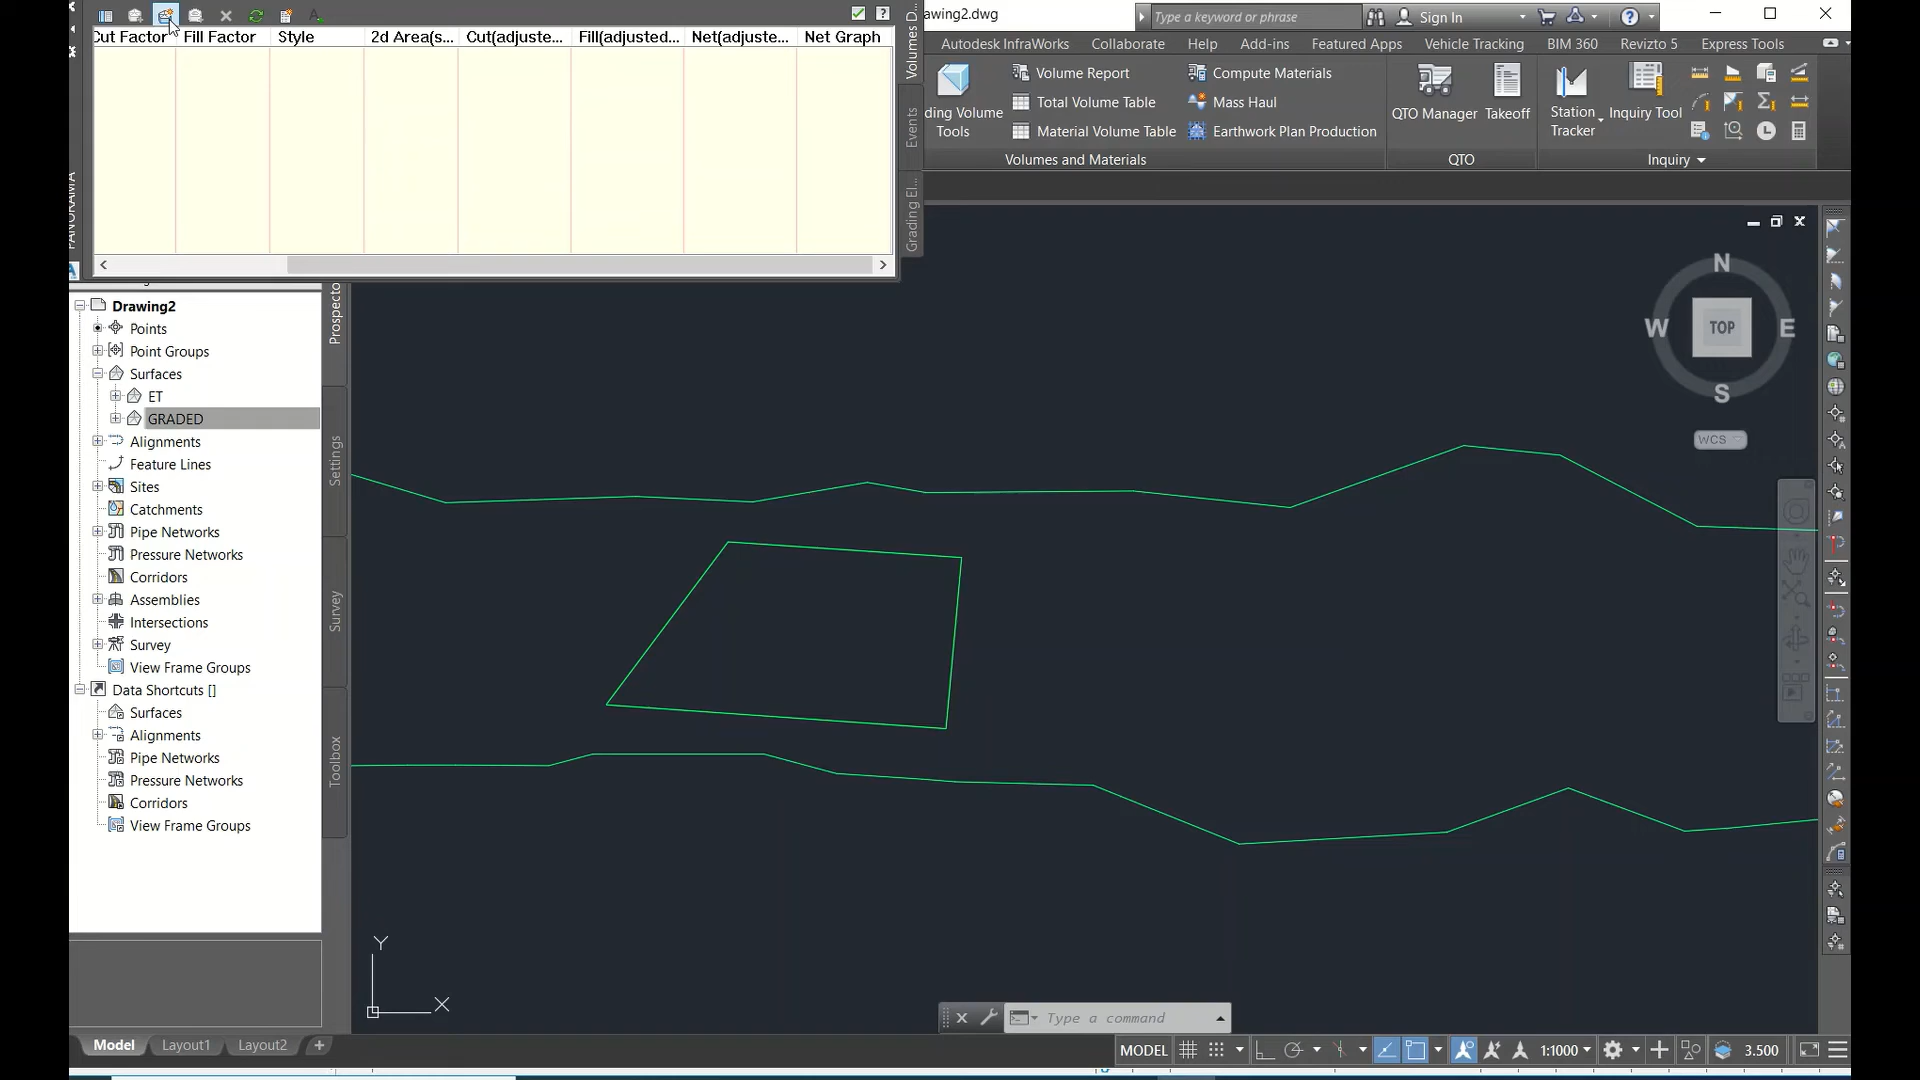 Cut Factor Fill Factor Style 2d Area(s... Cut(adjuste... Fill(adjusted... Net(adjuste... Net Graph
Volumes D...
Events
Grading El...
PANORAMA
awing2.dwg
Type a keyword or phrase
Sign In
Autodesk InfraWorks Collaborate Help Add-ins Featured Apps Vehicle Tracking BIM 360 Revizto 5 Express Tools
ding Volume
Tools
Volume Report
Total Volume Table
Material Volume Table
Compute Materials
Mass Haul
Earthwork Plan Production
Volumes and Materials
QTO Manager
Takeoff
QTO
Station
Tracker
Inquiry Tool
Inquiry
Drawing2
Points
Point Groups
Surfaces
ET
GRADED
Alignments
Feature Lines
Sites
Catchments
Pipe Networks
Pressure Networks
Corridors
Assemblies
Intersections
Survey
View Frame Groups
Data Shortcuts []
Surfaces
Alignments
Pipe Networks
Pressure Networks
Corridors
View Frame Groups
Prospector
Settings
Survey
Toolbox
N
W TOP E
S
WCS
Y
X
Type a command
Model Layout1 Layout2 +
MODEL 1:1000 3.500